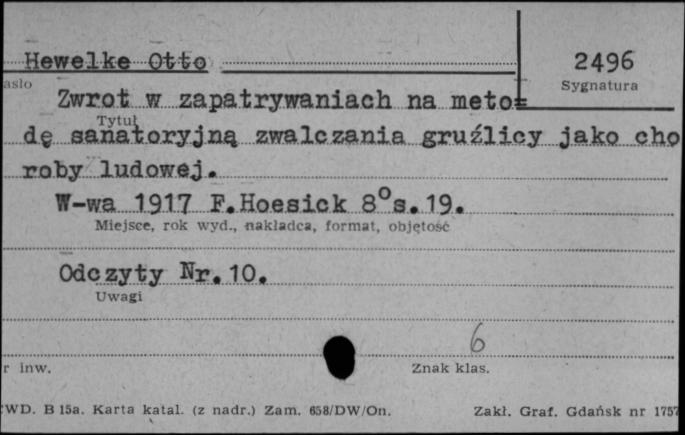 Hewelke Otto
2496
asło
Sygnatura
Zwrot w zapatrywaniach na meto=
Tytuł
dę sanatoryjną zwalczania gruźlicy jako cho
roby ludowej.
W-wa 1917 F.Hoesick 8°s.19.
Miejsce, rok wyd., nakładca, format, objętość
Odczyty Nr.10.
Uwagi
6
r inw.
Znak klas.
WD. B 15a. Karta katal. (z nadr.) Zam. 658/DW/On.
Zakł. Graf. Gdańsk nr 1757